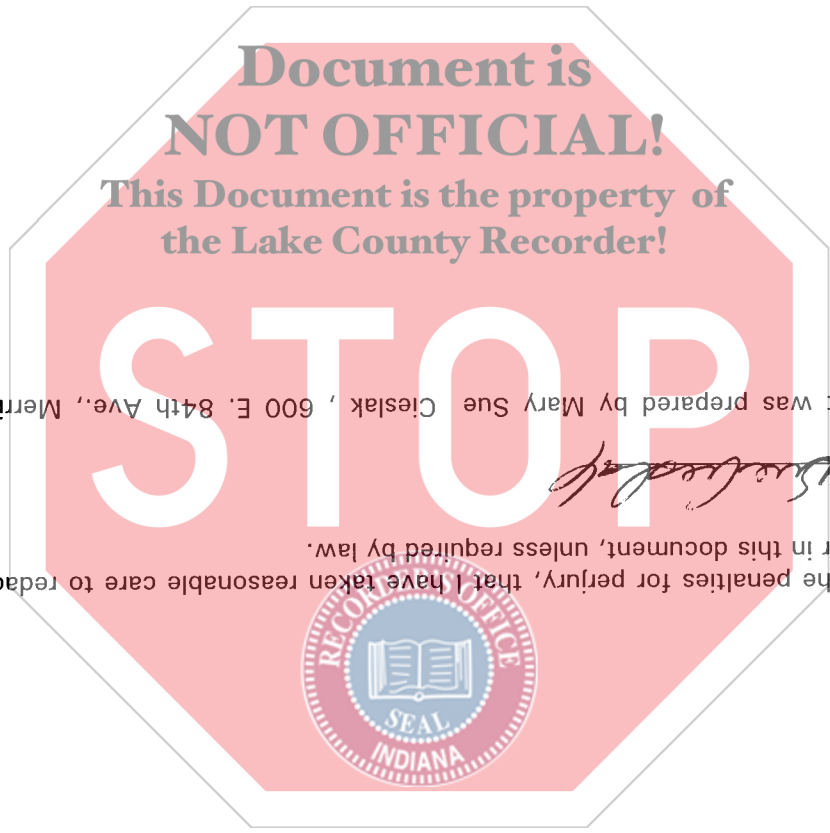 Document is
NOT OFFICIAL!
This Document is the property of
the Lake County Recorder!
STOP
he penalties for perjury, that I have taken reasonable care to redac
r in this document, unless required by law.
was prepared by Mary Sue Cieslak , 600 E. 84th Ave., Merri
RECORDER'S OFFICE
SEAL
INDIANA